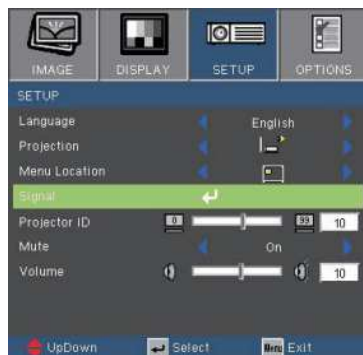 IMAGE DISPLAY SETUP OPTIONS
SETUP
Language English
Projection
Menu Location
Signal
Projector ID 0 99 10
Mute On
Volume 10
UpDown Select Menu Exit